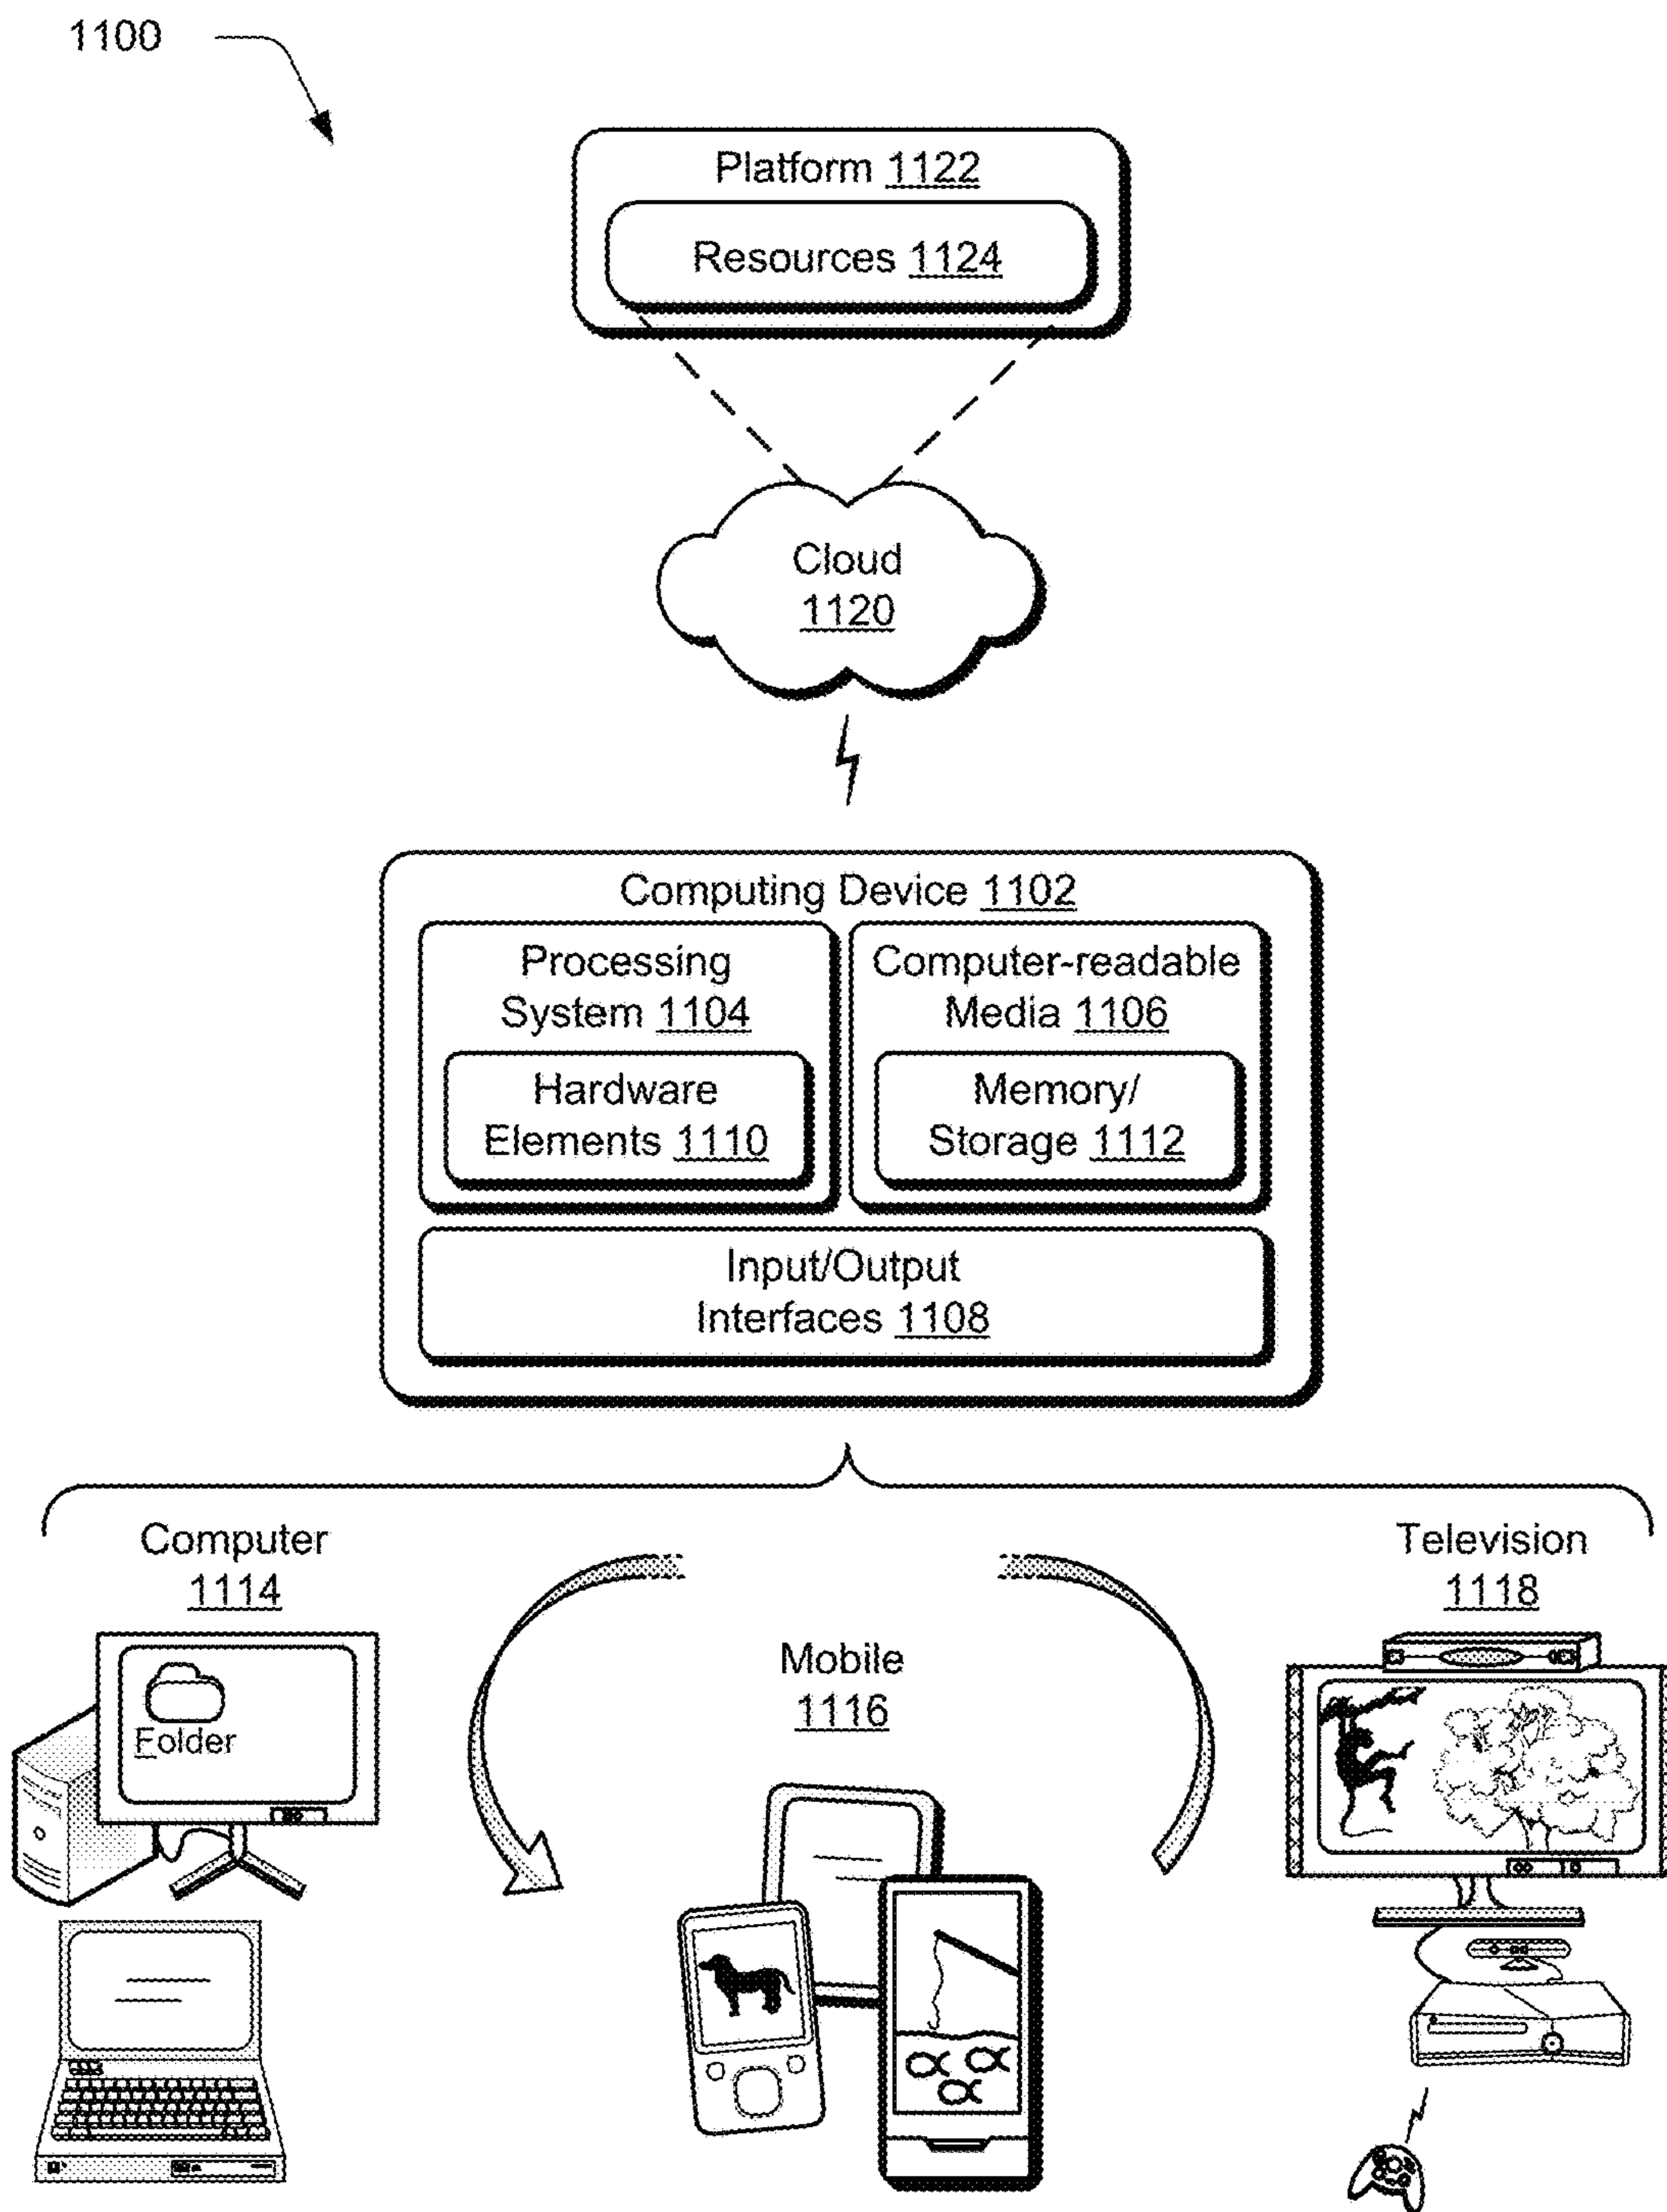 1100
Platform 1122
Resources 1124
Cloud
1120
Computing Device 1102
Processing
System 1104
Hardware
Elements 1110
Computer-readable
Media 1106
Memory/
Storage 1112
Input/Output
Interfaces 1108
Computer
1114
Folder
Mobile
1116
Television
1118